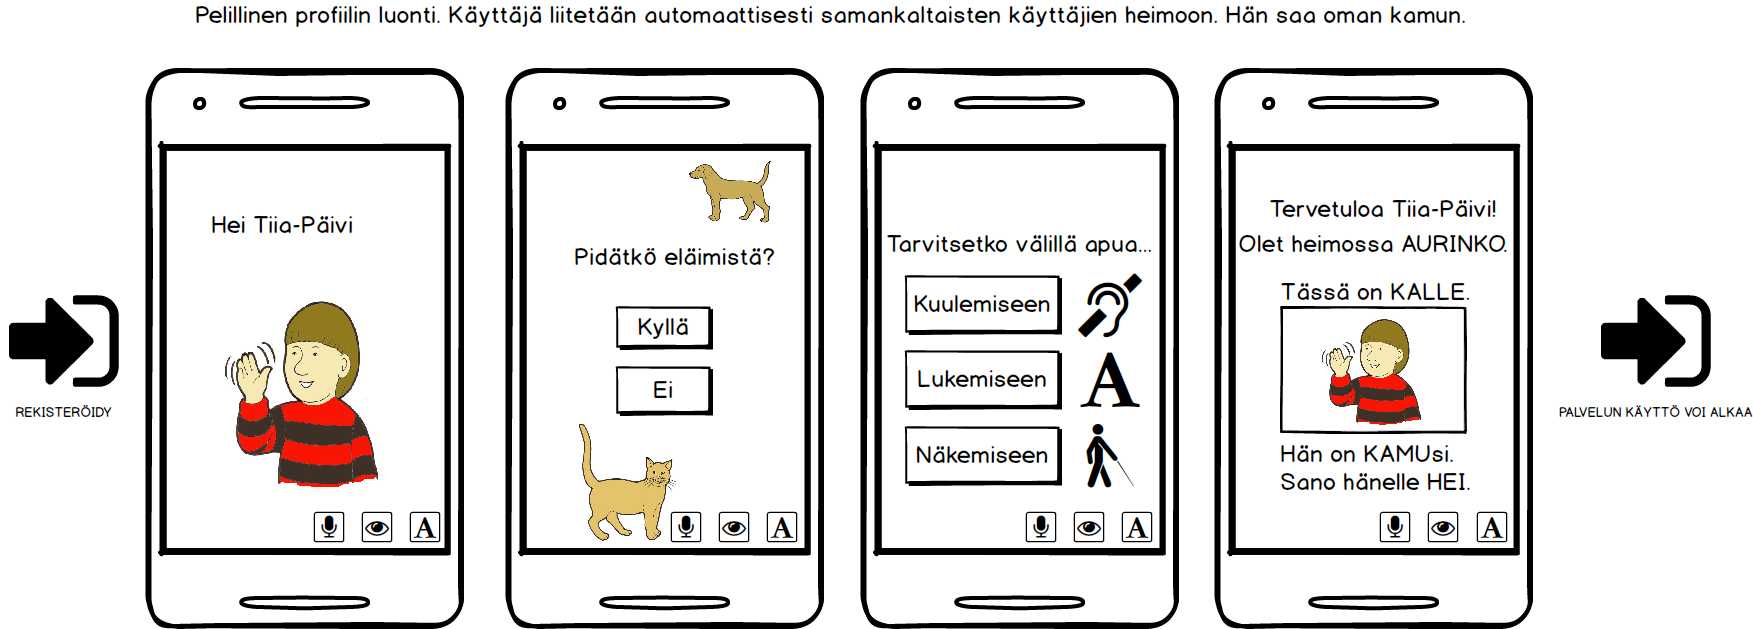 Pelillinen profiilin luonti. Käyttäjä liitetään automaattisesti samankaltaisten käyttäjien heimoon. Hän saa oman kamun.
REKISTERÖIDY
Hei Tiia-Päivi
A
Pidätkö eläimistä?
Kyllä
Ei
A
Tarvitsetko välillä apua...
Kuulemiseen
Lukemiseen
A
Näkemiseen
A
Tervetuloa Tiia-Päivi!
Olet heimossa AURINKO.
Tässä on KALLE.
Hän on KAMUsi.
Sano hänelle HEI.
A
PALVELUN KÄYTTÖ VOI ALKAA